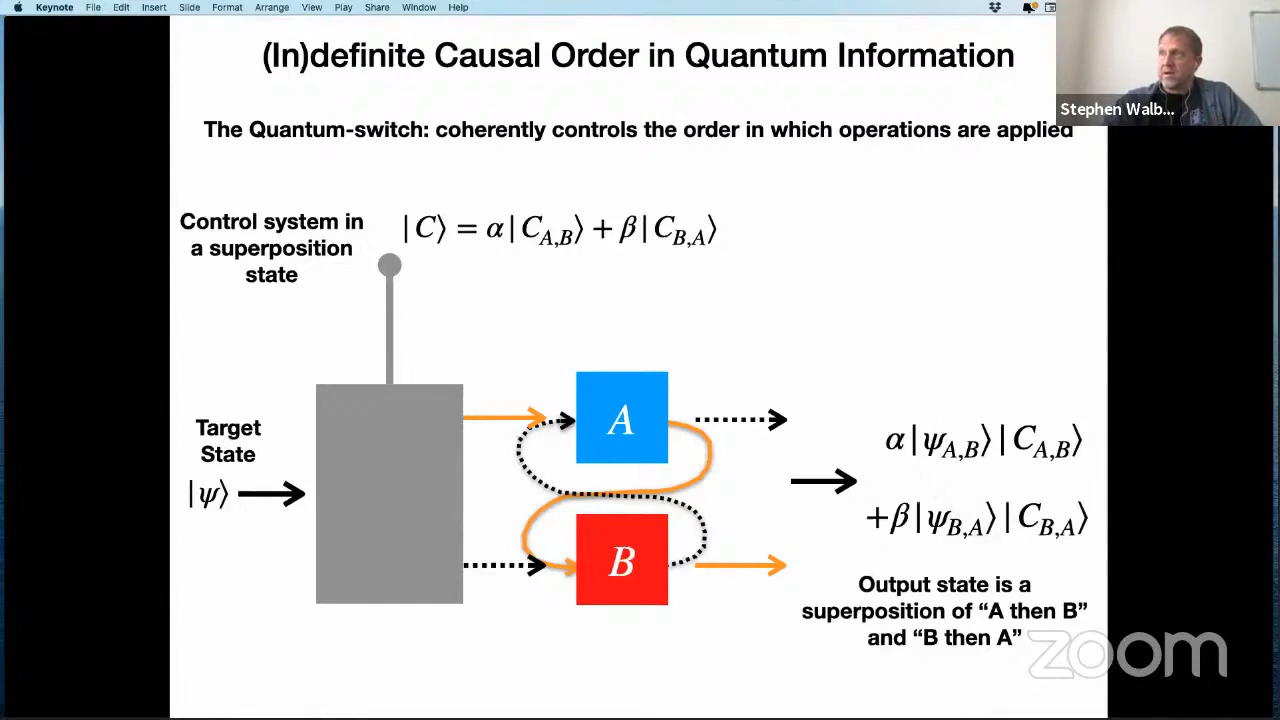 Keynote File Edit Insert Slide Format Arrange View Play Share Window Help
(In)definite Causal Order in Quantum Information
Stephen Walb...
The Quantum-switch: coherently controls the order in which operations are applied
Control system in
a superposition
state
|C⟩ = α|C_{A,B}⟩ + β|C_{B,A}⟩
Target
State
|ψ⟩
A
B
α|ψ_{A,B}⟩|C_{A,B}⟩
+β|ψ_{B,A}⟩|C_{B,A}⟩
Output state is a
superposition of “A then B”
and “B then A”
zoom